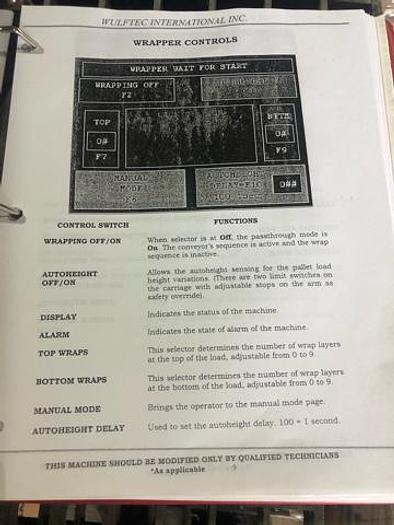 WULFTEC INTERNATIONAL INC.
WRAPPER CONTROLS
WRAPPER WAIT FOR START
WRAPPING OFF
F2
TOP
0#
F7
0#
F9
MANUAL
MODE
DELAY=F10
0##
CONTROL SWITCH FUNCTIONS
WRAPPING OFF/ON When selector is at Off, the passthrough mode is
On. The conveyor's sequence is active and the wrap
sequence is inactive.
AUTOHEIGHT Allows the autoheight sensing for the pallet load
OFF/ON height variations. (There are two limit switches on
the carriage with adjustable stops on the arm as
safety override).
DISPLAY Indicates the status of the machine.
ALARM Indicates the state of alarm of the machine.
TOP WRAPS This selector determines the number of wrap layers
at the top of the load, adjustable from 0 to 9.
BOTTOM WRAPS This selector determines the number of wrap layers
at the bottom of the load, adjustable from 0 to 9.
MANUAL MODE Brings the operator to the manual mode page.
AUTOHEIGHT DELAY Used to set the autoheight delay. 100 = 1 second.
THIS MACHINE SHOULD BE MODIFIED ONLY BY QUALIFIED TECHNICIANS
*As applicable 9